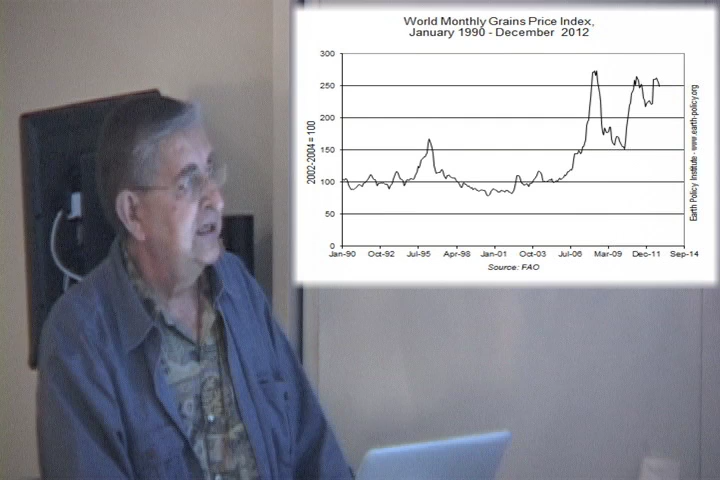 World Monthly Grains Price Index,
January 1990 - December 2012
300
250
200
150
100
50
0
2002-2004 = 100
Jan-90 Oct-92 Jul-95 Apr-98 Jan-01 Oct-03 Jul-06 Mar-09 Dec-11 Sep-14
Source: FAO
Earth Policy Institute - www.earth-policy.org